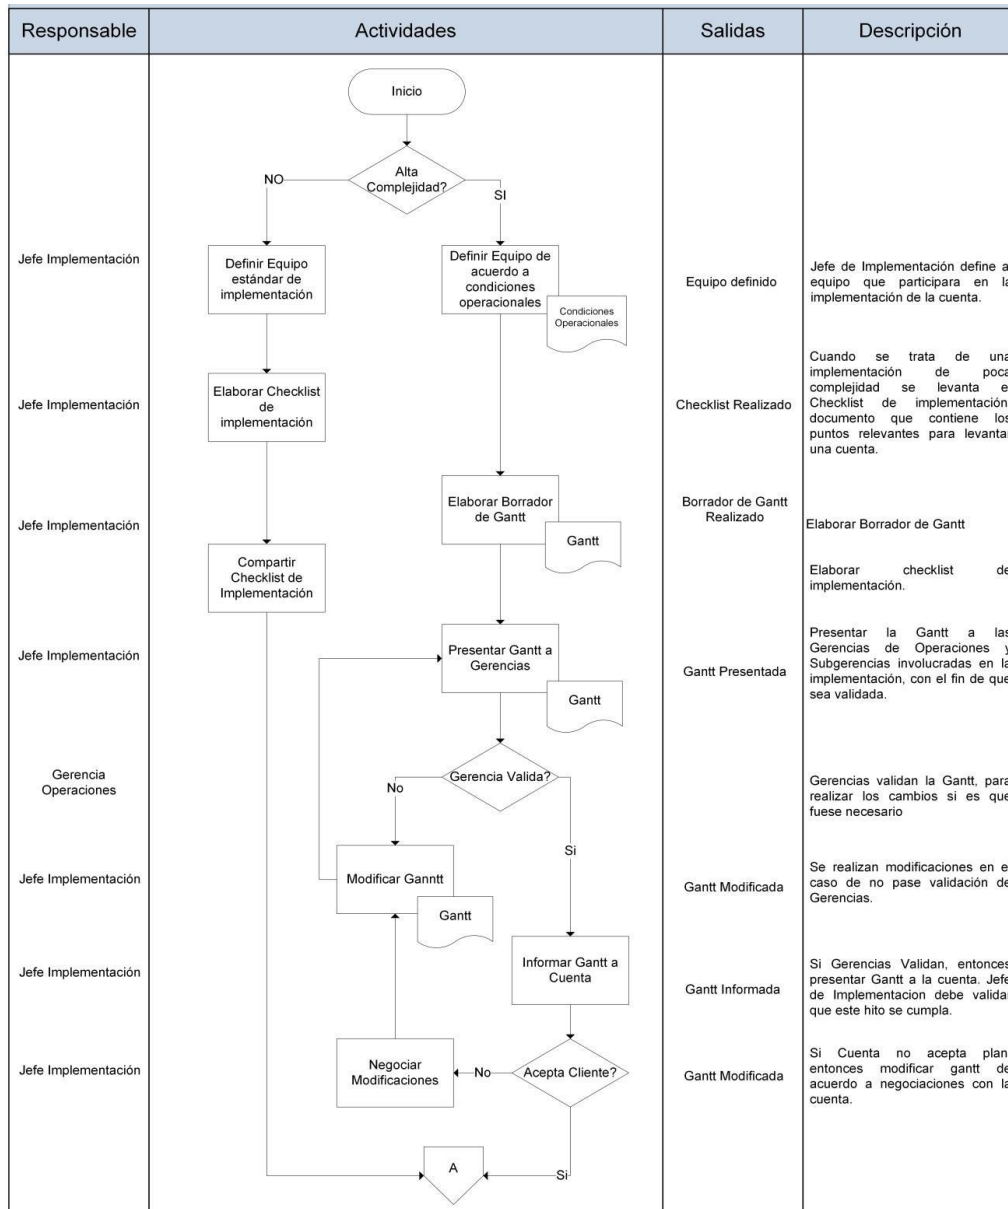 Responsable
Actividades
Salidas
Descripción
Inicio
Alta
Complejidad?
NO
SI
Jefe Implementación
Definir Equipo
estándar de
implementación
Definir Equipo de
acuerdo a
condiciones
operacionales
Condiciones
Operacionales
Equipo definido
Jefe de Implementación define a
equipo que participara en la
implementación de la cuenta.
Jefe Implementación
Elaborar Checklist
de
implementación
Checklist Realizado
Cuando se trata de una
implementación de poca
complejidad se levanta e
Checklist de implementación
documento que contiene los
puntos relevantes para levanta
una cuenta.
Jefe Implementación
Elaborar Borrador
de Gantt
Gantt
Borrador de Gantt
Realizado
Elaborar Borrador de Gantt
Compartir
Checklist de
Implementación
Elaborar checklist de
implementación.
Jefe Implementación
Presentar Gantt a
Gerencias
Gantt
Gantt Presentada
Presentar la Gantt a las
Gerencias de Operaciones y
Subgerencias involucradas en la
implementación, con el fin de que
sea validada.
Gerencia
Operaciones
Gerencia Valida?
No
Si
Gerencias validan la Gantt, para
realizar los cambios si es que
fuese necesario
Jefe Implementación
Modificar Ganntt
Gantt
Gantt Modificada
Se realizan modificaciones en e
caso de no pase validación de
Gerencias.
Jefe Implementación
Informar Gantt a
Cuenta
Gantt Informada
Si Gerencias Validan, entonces
presentar Gantt a la cuenta. Jefe
de Implementacion debe valida
que este hito se cumpla.
Jefe Implementación
Negociar
Modificaciones
No
Acepta Cliente?
Gantt Modificada
Si Cuenta no acepta plan
entonces modificar gantt de
acuerdo a negociaciones con la
cuenta.
A
Si